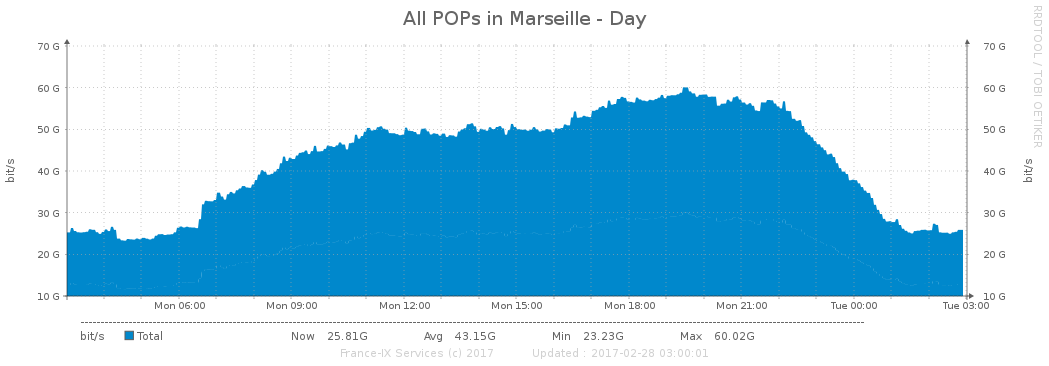 All POPs in Marseille - Day
RRDTOOL / TOBI OETIKER
70 G 70 G
60 G 60 G
50 G 50 G
40 G 40 G
30 G 30 G
20 G 20 G
10 G 10 G
bit/s bit/s
Mon 06:00 Mon 09:00 Mon 12:00 Mon 15:00 Mon 18:00 Mon 21:00 Tue 00:00 Tue 03:00
bit/s Total Now 25.81G Avg 43.15G Min 23.23G Max 60.02G
France-IX Services (c) 2017 Updated : 2017-02-28 03:00:01